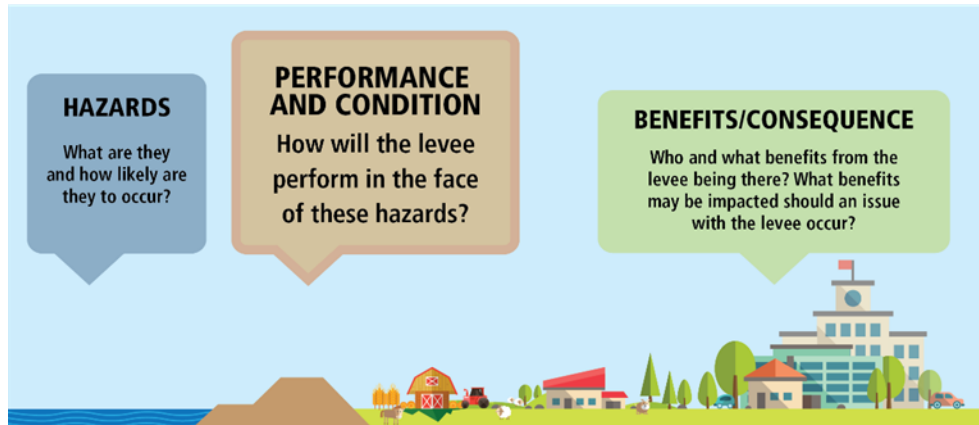 HAZARDS
What are they
and how likely are
they to occur?
PERFORMANCE
AND CONDITION
How will the levee
perform in the face
of these hazards?
BENEFITS/CONSEQUENCE
Who and what benefits from the
levee being there? What benefits
may be impacted should an issue
with the levee occur?